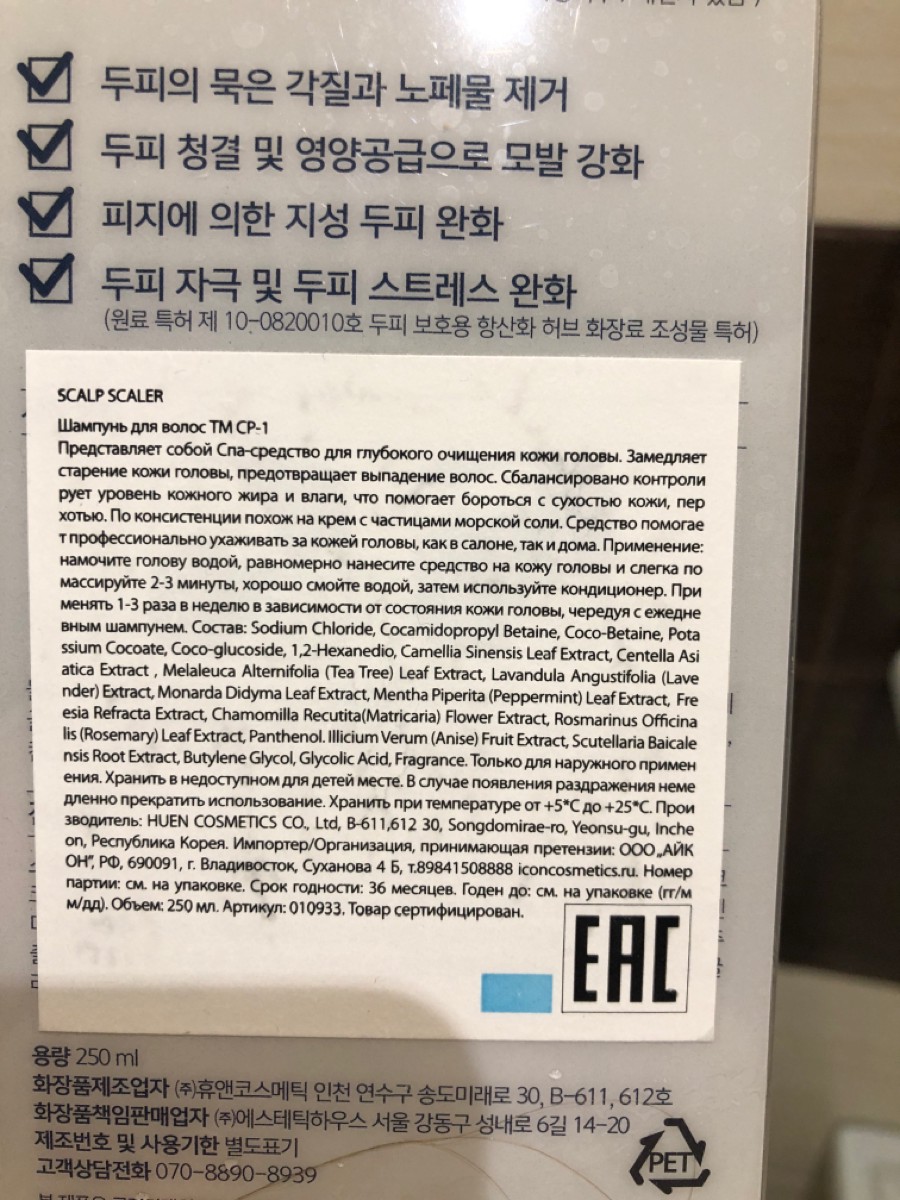 두피의 묵은 각질과 노폐물 제거
두피 청결 및 영양공급으로 모발 강화
피지에 의한 지성 두피 완화
두피 자극 및 두피 스트레스 완화
(원료 특허 제 10-0820010호 두피 보호용 항산화 허브 화장료 조성물 특허)
SCALP SCALER
Шампунь для волос ТМ CP-1
Представляет собой Спа-средство для глубокого очищения кожи головы. Замедляет
старение кожи головы, предотвращает выпадение волос. Сбалансировано контроли
рует уровень кожного жира и влаги, что помогает бороться с сухостью кожи, пер
хотью. По консистенции похож на крем с частицами морской соли. Средство помогае
т профессионально ухаживать за кожей головы, как в салоне, так и дома. Применение:
намочите голову водой, равномерно нанесите средство на кожу головы и слегка по
массируйте 2-3 минуты, хорошо смойте водой, затем используйте кондиционер. При
менять 1-3 раза в неделю в зависимости от состояния кожи головы, чередуя с ежедне
вным шампунем. Состав: Sodium Chloride, Cocamidopropyl Betaine, Coco-Betaine, Pota
ssium Cocoate, Coco-glucoside, 1,2-Hexanedio, Camellia Sinensis Leaf Extract, Centella Asi
atica Extract , Melaleuca Alternifolia (Tea Tree) Leaf Extract, Lavandula Angustifolia (Lave
nder) Extract, Monarda Didyma Leaf Extract, Mentha Piperita (Peppermint) Leaf Extract, Fre
esia Refracta Extract, Chamomilla Recutita(Matricaria) Flower Extract, Rosmarinus Officina
lis (Rosemary) Leaf Extract, Panthenol. Illicium Verum (Anise) Fruit Extract, Scutellaria Baicale
nsis Root Extract, Butylene Glycol, Glycolic Acid, Fragrance. Только для наружного примен
ения. Хранить в недоступном для детей месте. В случае появления раздражения неме
дленно прекратить использование. Хранить при температуре от +5*С до +25*С. Прои
зводитель: HUEN COSMETICS CO., Ltd, B-611,612 30, Songdomirae-ro, Yeonsu-gu, Inche
on, Республика Корея. Импортер/Организация, принимающая претензии: ООО „АЙК
ОН", РФ, 690091, г. Владивосток, Суханова 4 Б, т.89841508888 iconcosmetics.ru. Номер
партии: см. на упаковке. Срок годности: 36 месяцев. Годен до: см. на упаковке (гг/м
м/дд). Объем: 250 мл. Артикул: 010933. Товар сертифицирован.
EAC
용량 250 ml
화장품제조업자 (주)휴앤코스메틱 인천 연수구 송도미래로 30, B-611, 612호
화장품책임판매업자 (주)에스테틱하우스 서울 강동구 성내로 6길 14-20
제조번호 및 사용기한 별도표기
고객상담전화 070-8890-8939
PET